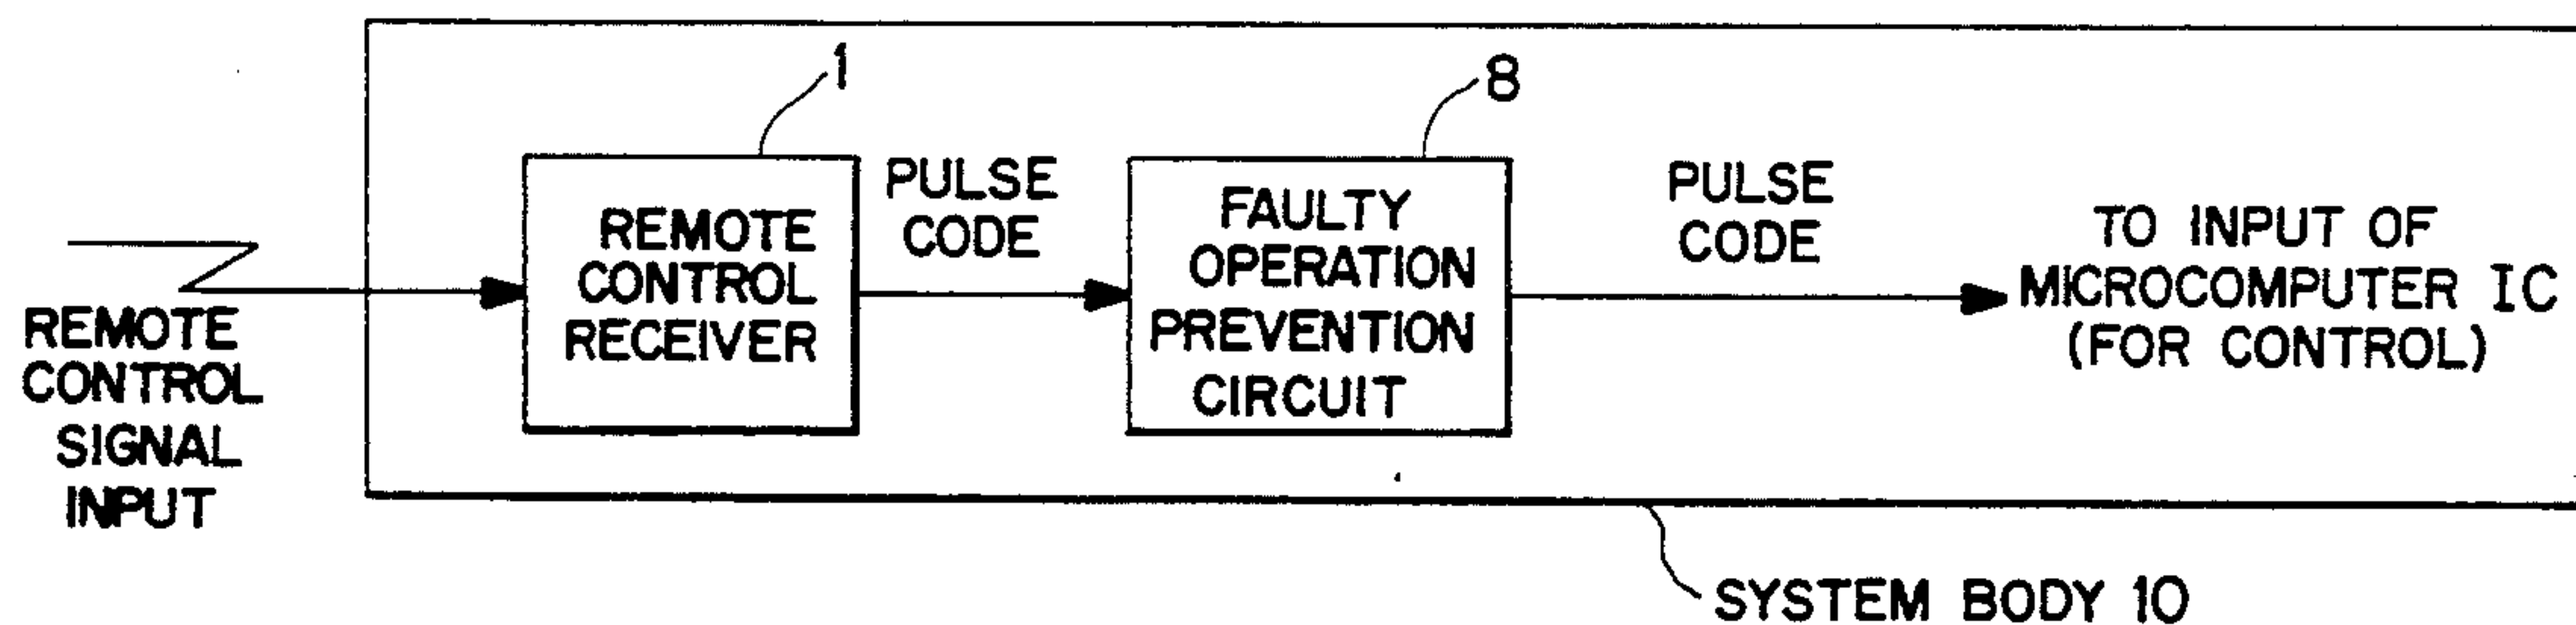 REMOTE
CONTROL
SIGNAL
INPUT
1
REMOTE
CONTROL
RECEIVER
PULSE
CODE
8
FAULTY
OPERATION
PREVENTION
CIRCUIT
PULSE
CODE
TO INPUT OF
MICROCOMPUTER IC
(FOR CONTROL)
SYSTEM BODY 10